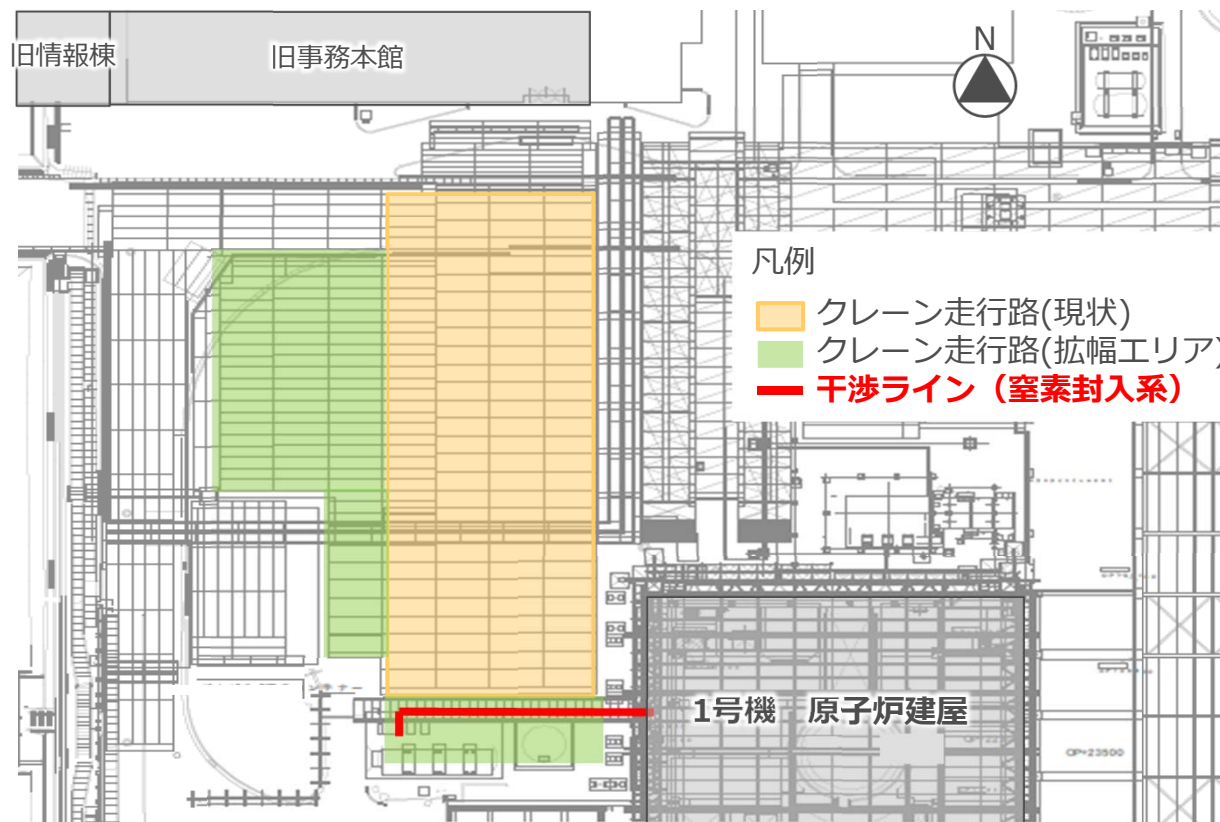 旧情報棟
旧事務本館
N
凡例
クレーン走行路(現状)
クレーン走行路(拡幅エリア)
干渉ライン（窒素封入系）
1号機　原子炉建屋
OP+23500